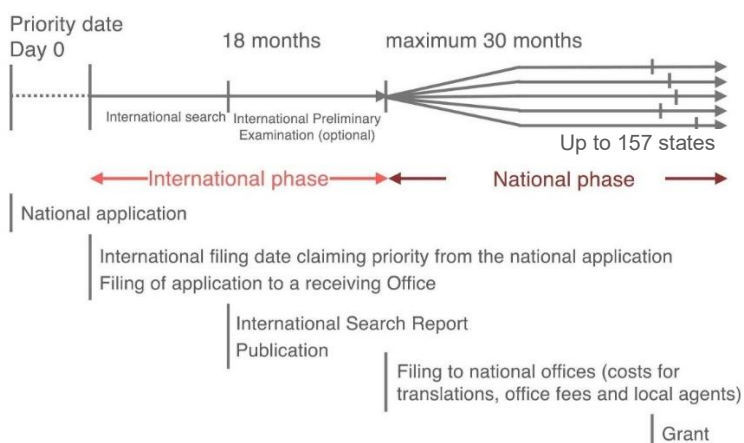 Priority date
Day 0
18 months
maximum 30 months
International search
International Preliminary
Examination (optional)
Up to 157 states
International phase
National phase
National application
International filing date claiming priority from the national application
Filing of application to a receiving Office
International Search Report
Publication
Filing to national offices (costs for
translations, office fees and local agents)
Grant